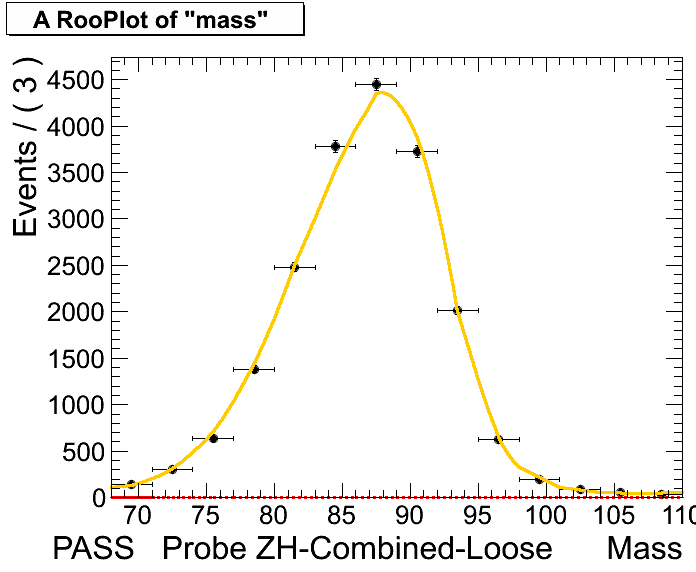 A RooPlot of "mass"
Events / ( 3 )
4500
4000
3500
3000
2500
2000
1500
1000
500
0
70 75 80 85 90 95 100 105 110
PASS Probe ZH-Combined-Loose Mass